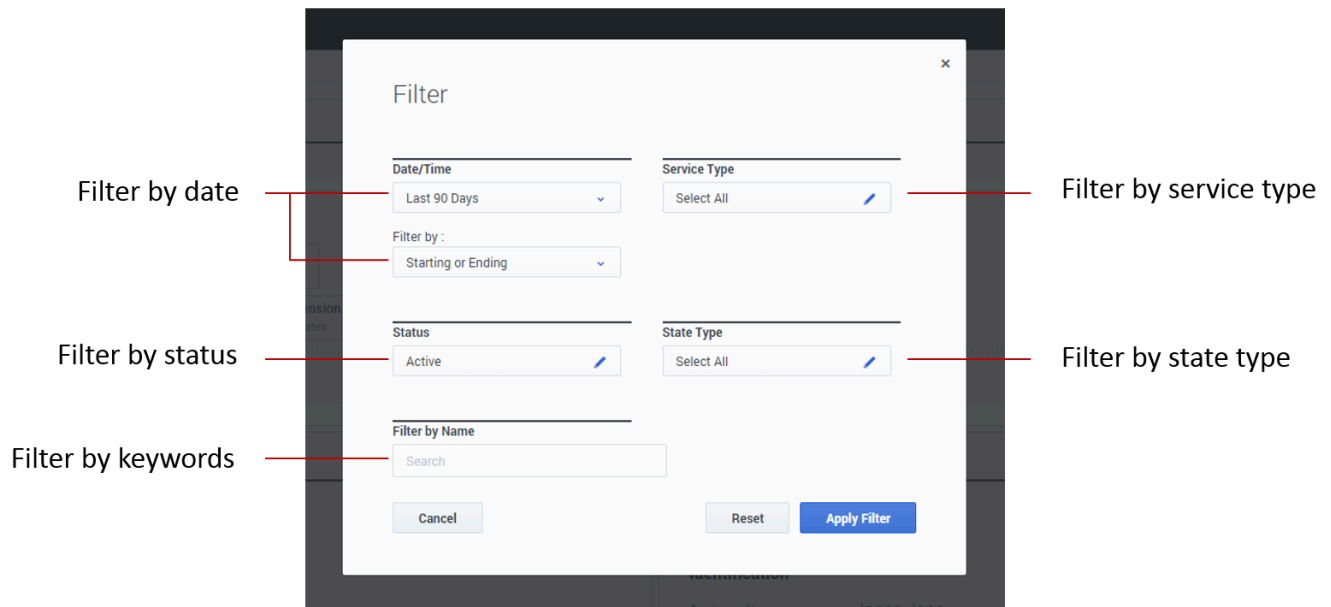 ×
Filter
Date/Time
Service Type
Filter by date
Last 90 Days
Select All
Filter by service type
Filter by :
Starting or Ending
Status
State Type
Filter by status
Active
Select All
Filter by state type
Filter by Name
Filter by keywords
Search
Cancel
Reset
Apply Filter